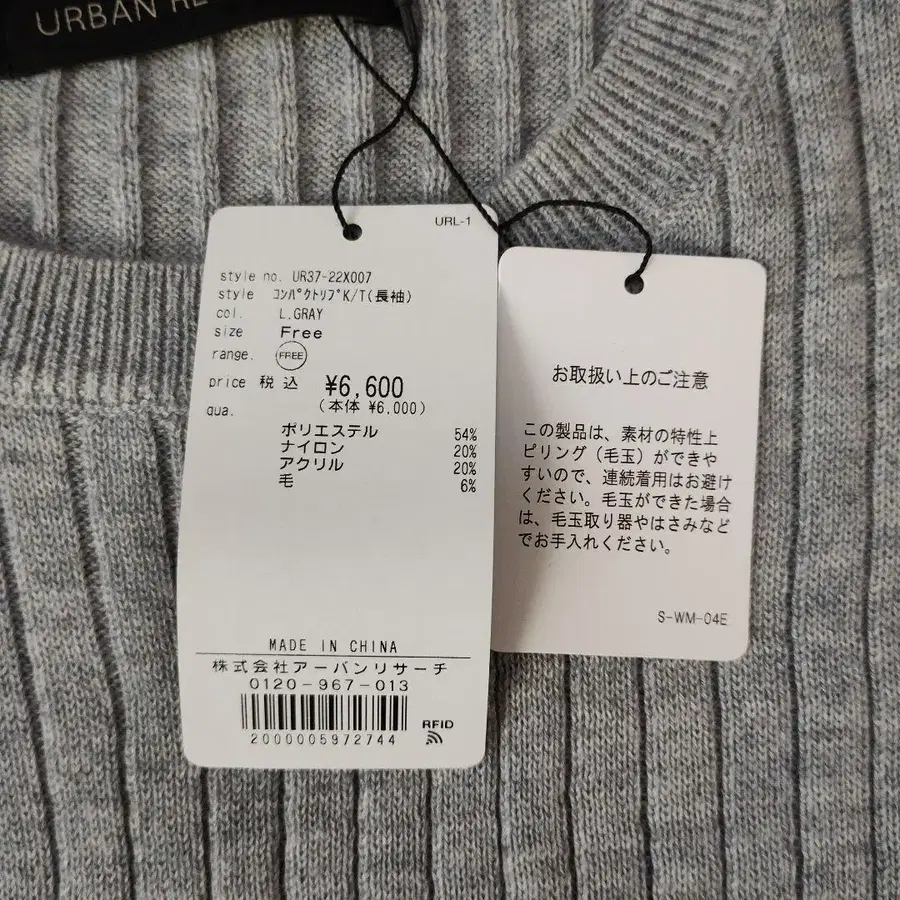 URBAN RE
URL-1
style no. UR37-22X007
style ｺﾝﾊﾟｸﾄﾘﾌﾞK/T(長袖)
col. L.GRAY
size Free
range. FREE
price 税込 ¥6,600
(本体 ¥6,000)
qua.
ポリエステル 54%
ナイロン 20%
アクリル 20%
毛 6%
MADE IN CHINA
株式会社アーバンリサーチ
0120-967-013
RFID
2000005972744
お取扱い上のご注意
この製品は、素材の特性上
ピリング（毛玉）ができや
すいので、連続着用はお避け
ください。毛玉ができた場合
は、毛玉取り器やはさみなど
でお手入れください。
S-WM-04E